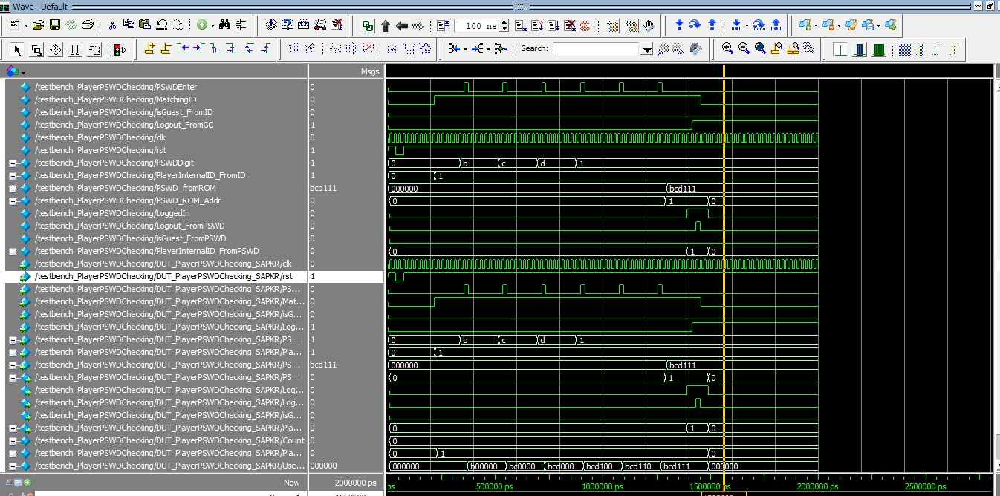 Wave - Default
100 ns
Search:
Msgs
/testbench_PlayerPSWDChecking/PSWDEnter 0
/testbench_PlayerPSWDChecking/MatchingID 0
/testbench_PlayerPSWDChecking/isGuest_FromID 0
/testbench_PlayerPSWDChecking/Logout_FromGC 1
/testbench_PlayerPSWDChecking/clk 0
/testbench_PlayerPSWDChecking/rst 1
/testbench_PlayerPSWDChecking/PSWDDigit 1 0 b c d 1
/testbench_PlayerPSWDChecking/PlayerInternalID_FromID 1 0 1
/testbench_PlayerPSWDChecking/PSWD_fromROM bcd111 000000 bcd111
/testbench_PlayerPSWDChecking/PSWD_ROM_Addr 0 0 1 0
/testbench_PlayerPSWDChecking/LoggedIn 0
/testbench_PlayerPSWDChecking/Logout_FromPSWD 0
/testbench_PlayerPSWDChecking/isGuest_FromPSWD 0
/testbench_PlayerPSWDChecking/PlayerInternalID_FromPSWD 0 0 1 0
/testbench_PlayerPSWDChecking/DUT_PlayerPSWDChecking_SAPKR/clk 0
/testbench_PlayerPSWDChecking/DUT_PlayerPSWDChecking_SAPKR/rst 1
/testbench_PlayerPSWDChecking/DUT_PlayerPSWDChecking_SAPKR/PS... 0
/testbench_PlayerPSWDChecking/DUT_PlayerPSWDChecking_SAPKR/Mat... 0
/testbench_PlayerPSWDChecking/DUT_PlayerPSWDChecking_SAPKR/isG... 0
/testbench_PlayerPSWDChecking/DUT_PlayerPSWDChecking_SAPKR/Log... 1
/testbench_PlayerPSWDChecking/DUT_PlayerPSWDChecking_SAPKR/PS... 1 0 b c d 1
/testbench_PlayerPSWDChecking/DUT_PlayerPSWDChecking_SAPKR/Pla... 1 0 1
/testbench_PlayerPSWDChecking/DUT_PlayerPSWDChecking_SAPKR/PS... bcd111 000000 bcd111
/testbench_PlayerPSWDChecking/DUT_PlayerPSWDChecking_SAPKR/PS... 0 0 1 0
/testbench_PlayerPSWDChecking/DUT_PlayerPSWDChecking_SAPKR/Log... 0
/testbench_PlayerPSWDChecking/DUT_PlayerPSWDChecking_SAPKR/Log... 0
/testbench_PlayerPSWDChecking/DUT_PlayerPSWDChecking_SAPKR/isG... 0
/testbench_PlayerPSWDChecking/DUT_PlayerPSWDChecking_SAPKR/Pla... 0 0 1 0
/testbench_PlayerPSWDChecking/DUT_PlayerPSWDChecking_SAPKR/Count 0 0
/testbench_PlayerPSWDChecking/DUT_PlayerPSWDChecking_SAPKR/Pla... 0 0 1 0
/testbench_PlayerPSWDChecking/DUT_PlayerPSWDChecking_SAPKR/Use... 000000 000000 b00000 bc0000 bcd000 bcd100 bcd110 bcd111 000000
Now 2000000 ps ps 500000 ps 1000000 ps 1500000 ps 2000000 ps 2500000 ps